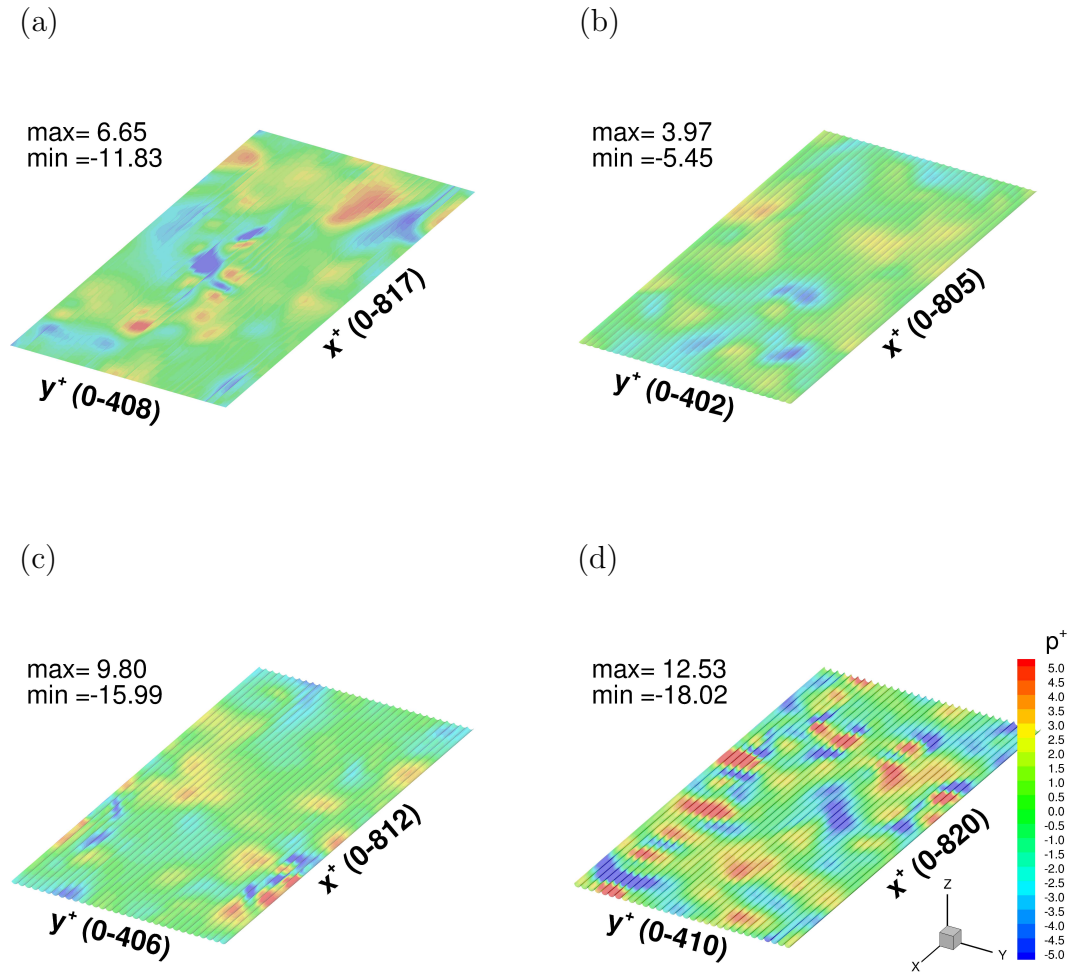 (a)
max= 6.65
min =-11.83
x⁺ (0-817)
y⁺ (0-408)
(b)
max= 3.97
min =-5.45
x⁺ (0-805)
y⁺ (0-402)
(c)
max= 9.80
min =-15.99
x⁺ (0-812)
y⁺ (0-406)
(d)
max= 12.53
min =-18.02
x⁺ (0-820)
y⁺ (0-410)
p⁺
5.0
4.5
4.0
3.5
3.0
2.5
2.0
1.5
1.0
0.5
0.0
-0.5
-1.0
-1.5
-2.0
-2.5
-3.0
-3.5
-4.0
-4.5
-5.0
Z
X
Y